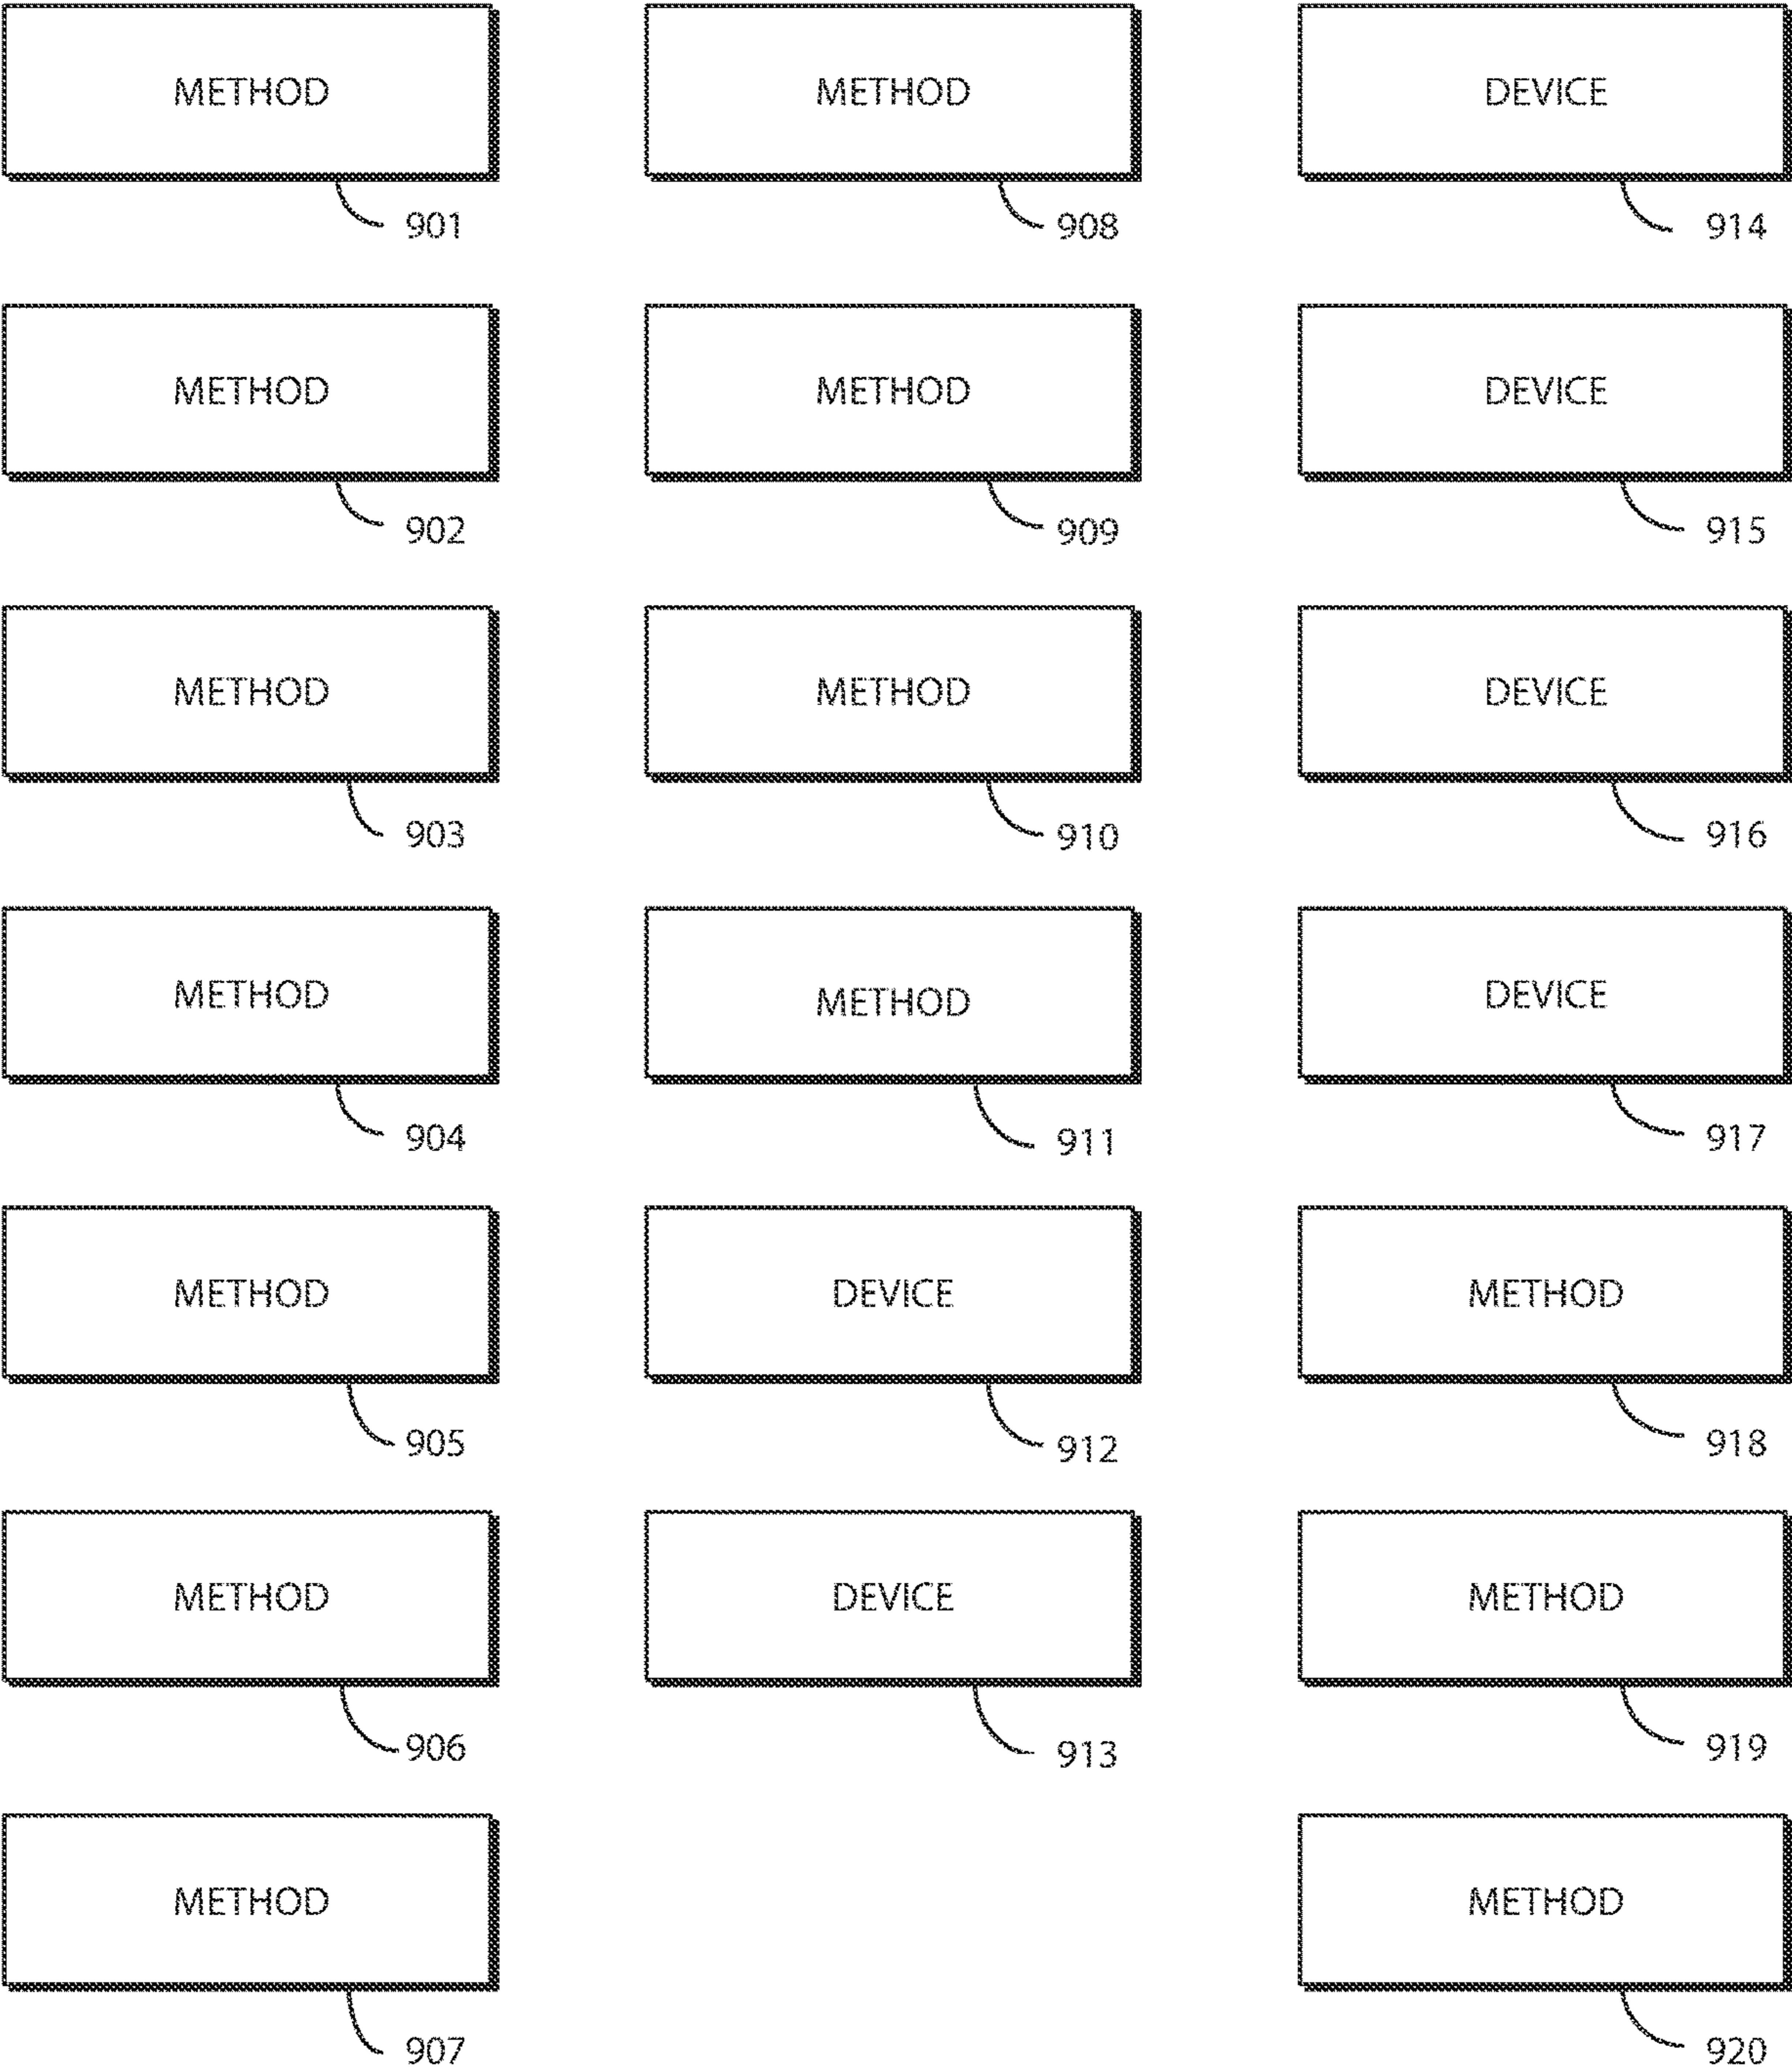 METHOD
901
METHOD
902
METHOD
903
METHOD
904
METHOD
905
METHOD
906
METHOD
907
METHOD
908
METHOD
909
METHOD
910
METHOD
911
DEVICE
912
DEVICE
913
DEVICE
914
DEVICE
915
DEVICE
916
DEVICE
917
METHOD
918
METHOD
919
METHOD
920